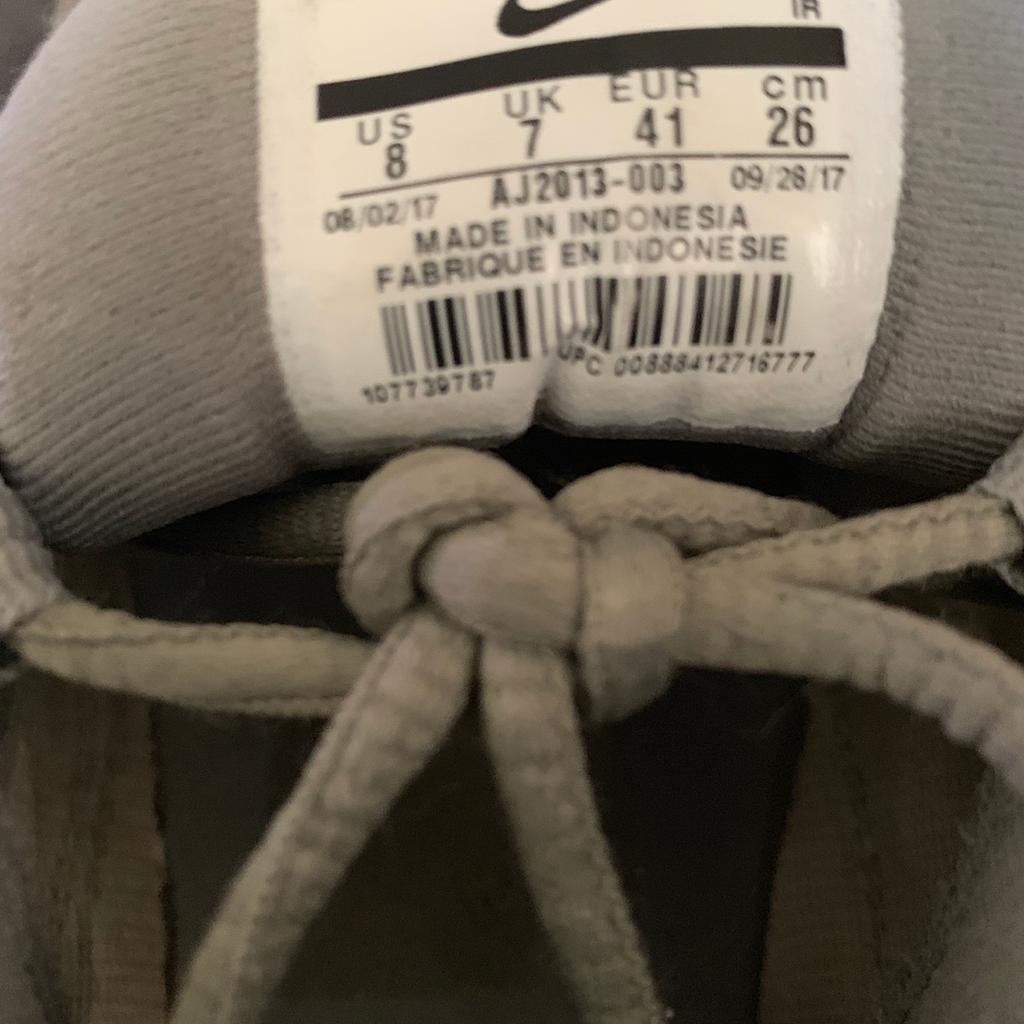 IR
US UK EUR cm
8 7 41 26
08/02/17 AJ2013-003 09/28/17
MADE IN INDONESIA
FABRIQUE EN INDONESIE
107739787 UPC: 00888412716777